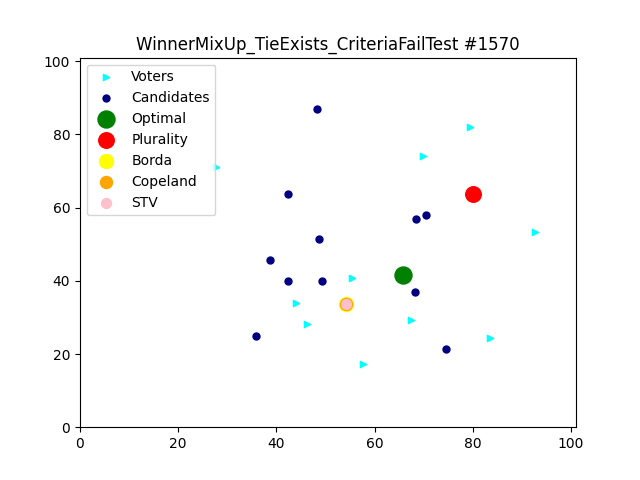 WinnerMixUp_TieExists_CriteriaFailTest #1570
Voters
Candidates
Optimal
Plurality
Borda
Copeland
STV
100
80
60
40
20
0
0 20 40 60 80 100